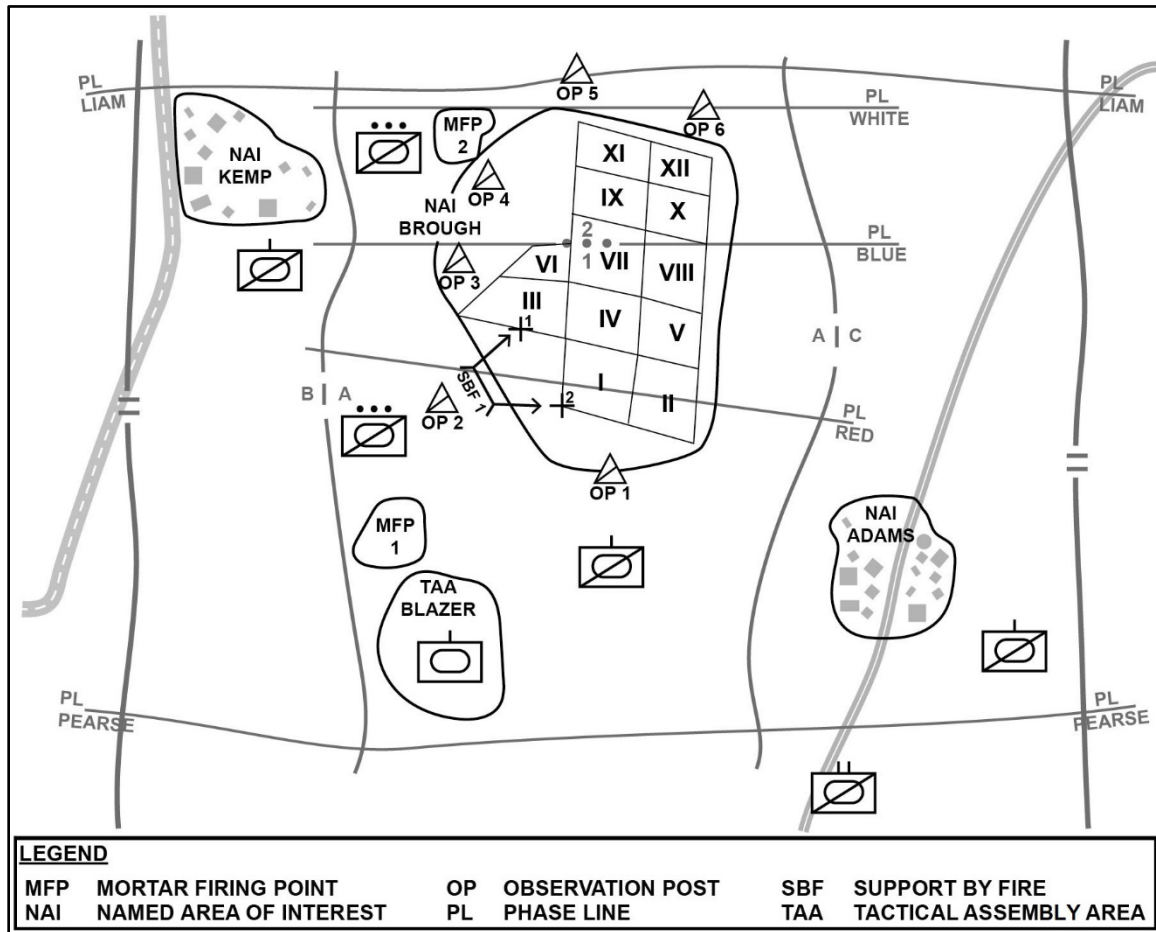 PL
LIAM
OP 5
PL
LIAM
PL
WHITE
MFP
2
OP 6
NAI
KEMP
XI
XII
OP 4
IX
X
NAI
BROUGH
2
1
PL
BLUE
VI
VII
VIII
OP 3
III
IV
V
1
A | C
SBF 1
I
II
B | A
OP 2
2
PL
RED
OP 1
MFP
1
NAI
ADAMS
TAA
BLAZER
PL
PEARSE
PL
PEARSE
LEGEND
MFP MORTAR FIRING POINT OP OBSERVATION POST SBF SUPPORT BY FIRE
NAI NAMED AREA OF INTEREST PL PHASE LINE TAA TACTICAL ASSEMBLY AREA